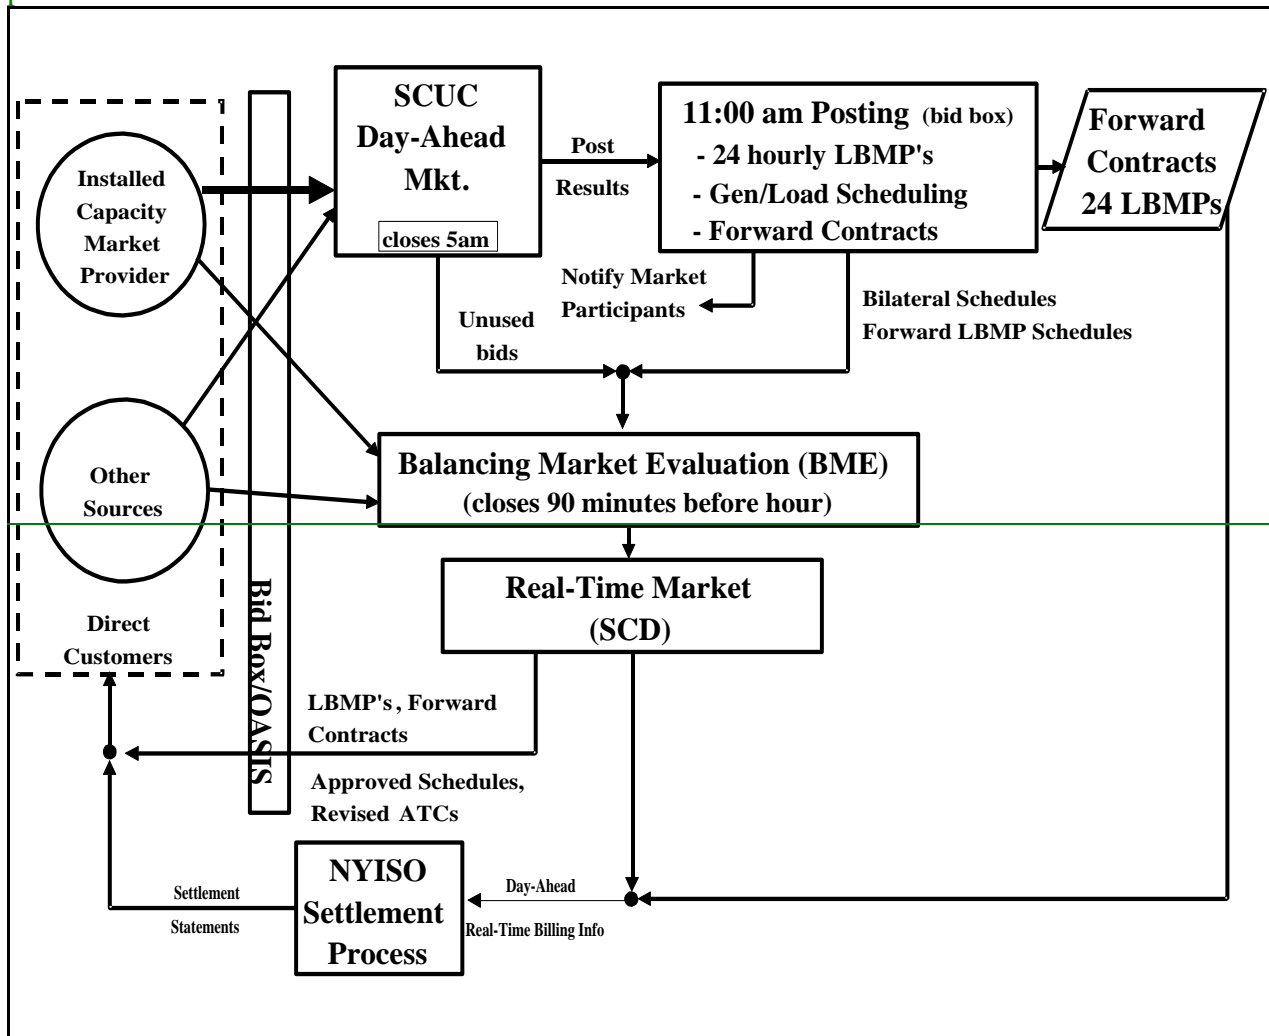 SCUC
Day-Ahead
Mkt.
closes 5am
Post
Results
11:00 am Posting (bid box)
- 24 hourly LBMP's
- Gen/Load Scheduling
- Forward Contracts
Forward
Contracts
24 LBMPs
Installed
Capacity
Market
Provider
Notify Market
Participants
Bilateral Schedules
Forward LBMP Schedules
Unused
bids
Other
Sources
Balancing Market Evaluation (BME)
(closes 90 minutes before hour)
Real-Time Market
(SCD)
Direct
Customers
Bid Box/OASIS
LBMP's , Forward
Contracts
Approved Schedules,
Revised ATCs
NYISO
Settlement
Process
Settlement
Statements
Day-Ahead
Real-Time Billing Info